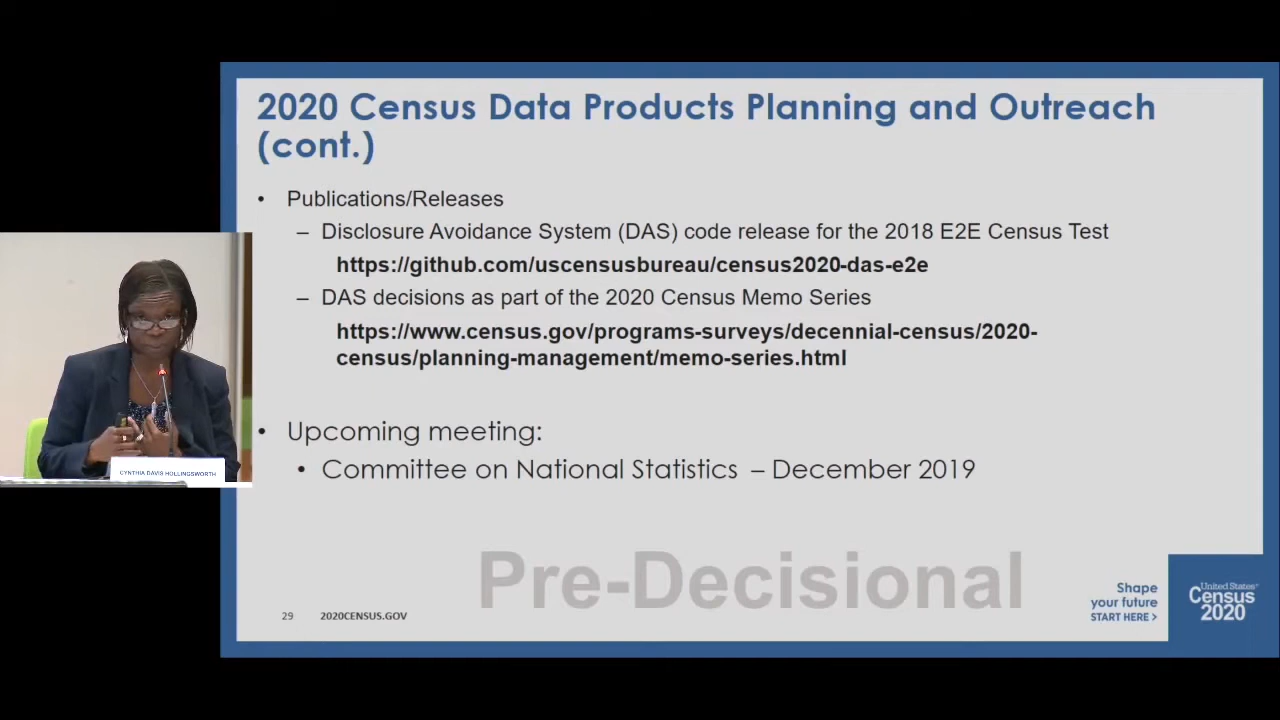 2020 Census Data Products Planning and Outreach
(cont.)
• Publications/Releases
– Disclosure Avoidance System (DAS) code release for the 2018 E2E Census Test
https://github.com/uscensusbureau/census2020-das-e2e
– DAS decisions as part of the 2020 Census Memo Series
https://www.census.gov/programs-surveys/decennial-census/2020-
census/planning-management/memo-series.html
• Upcoming meeting:
• Committee on National Statistics – December 2019
CYNTHIA DAVIS HOLLINGSWORTH
Pre-Decisional
29 2020CENSUS.GOV
Shape
your future
START HERE >
United States®
Census
2020